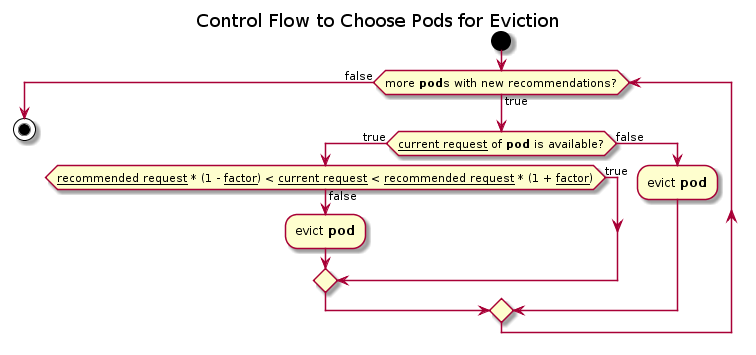 Control Flow to Choose Pods for Eviction
false
more pods with new recommendations?
true
true
current request of pod is available?
false
recommended request * (1 - factor) < current request < recommended request * (1 + factor)
true
evict pod
false
evict pod